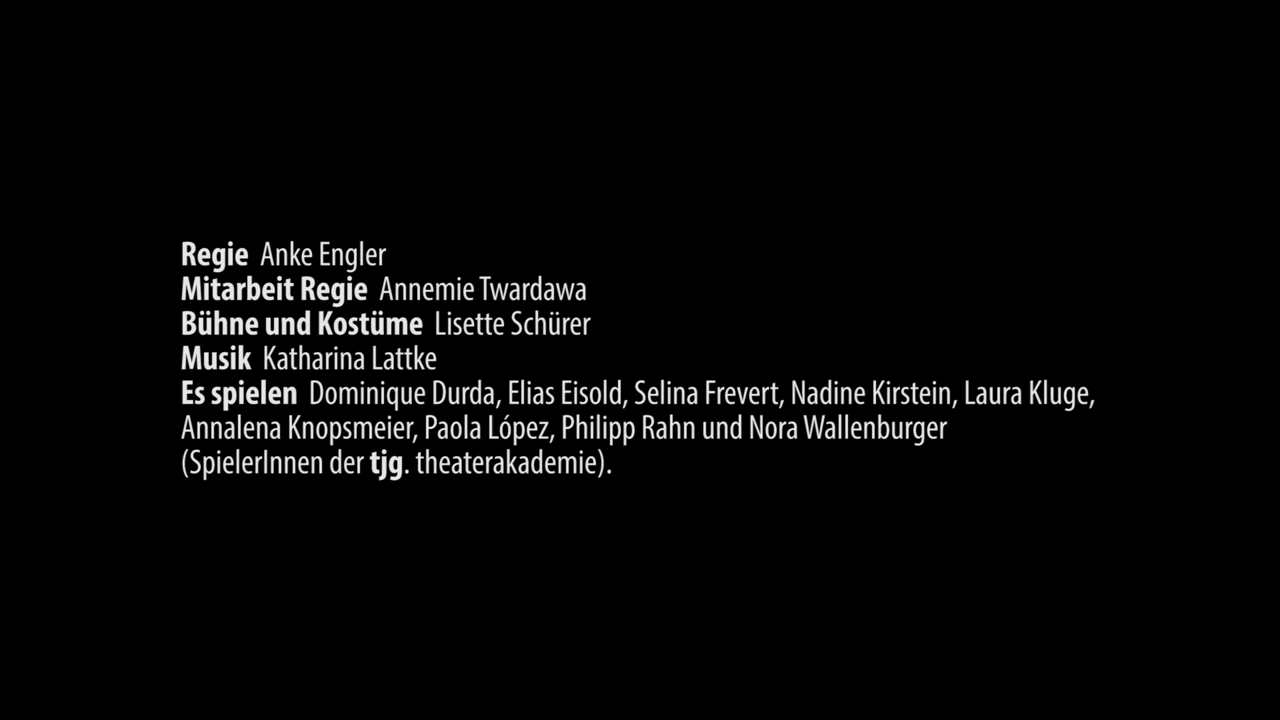 Regie Anke Engler
Mitarbeit Regie Annemie Twardawa
Bühne und Kostüme Lisette Schürer
Musik Katharina Lattke
Es spielen Dominique Durda, Elias Eisold, Selina Frevert, Nadine Kirstein, Laura Kluge,
Annalena Knopsmeier, Paola López, Philipp Rahn und Nora Wallenburger
(SpielerInnen der tjg. theaterakademie).